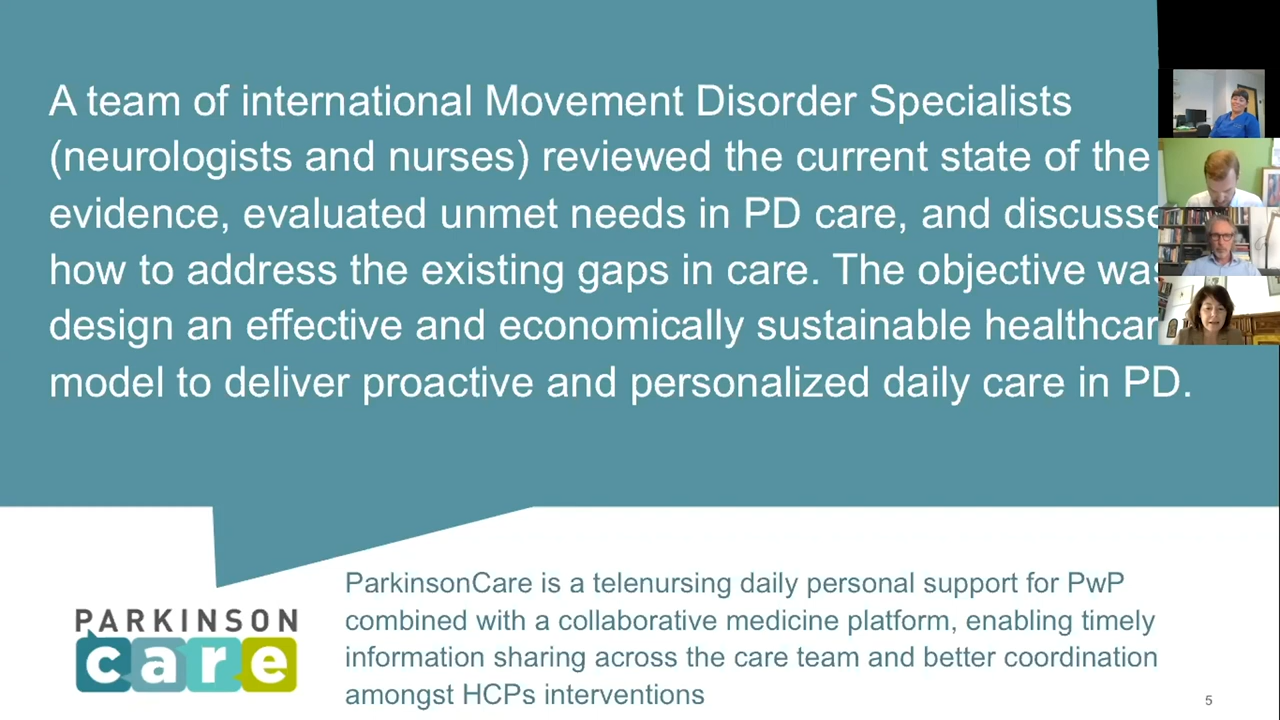 A team of international Movement Disorder Specialists
(neurologists and nurses) reviewed the current state of the
evidence, evaluated unmet needs in PD care, and discusse
how to address the existing gaps in care. The objective was
design an effective and economically sustainable healthcar
model to deliver proactive and personalized daily care in PD.
PARKINSON
care
ParkinsonCare is a telenursing daily personal support for PwP
combined with a collaborative medicine platform, enabling timely
information sharing across the care team and better coordination
amongst HCPs interventions
5